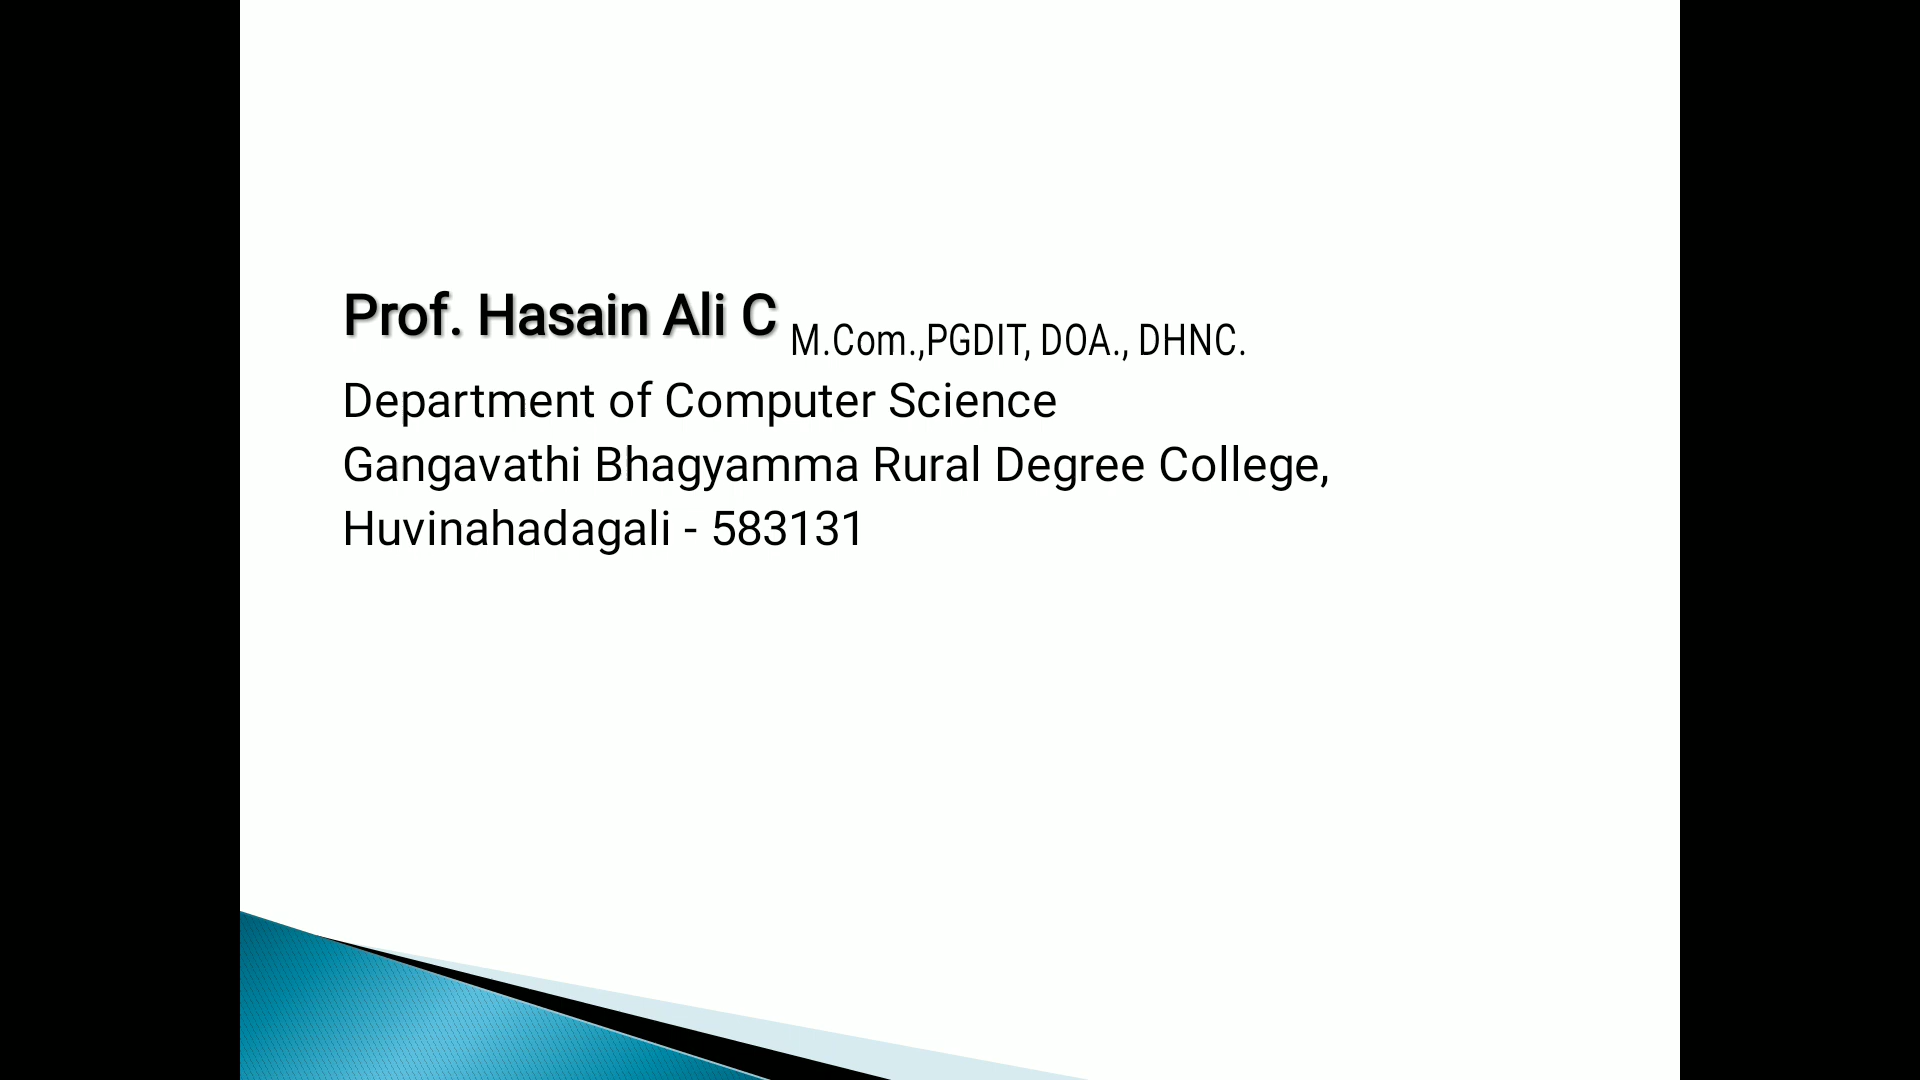 Prof. Hasain Ali C M.Com.,PGDIT, DOA., DHNC.
Department of Computer Science
Gangavathi Bhagyamma Rural Degree College,
Huvinahadagali - 583131